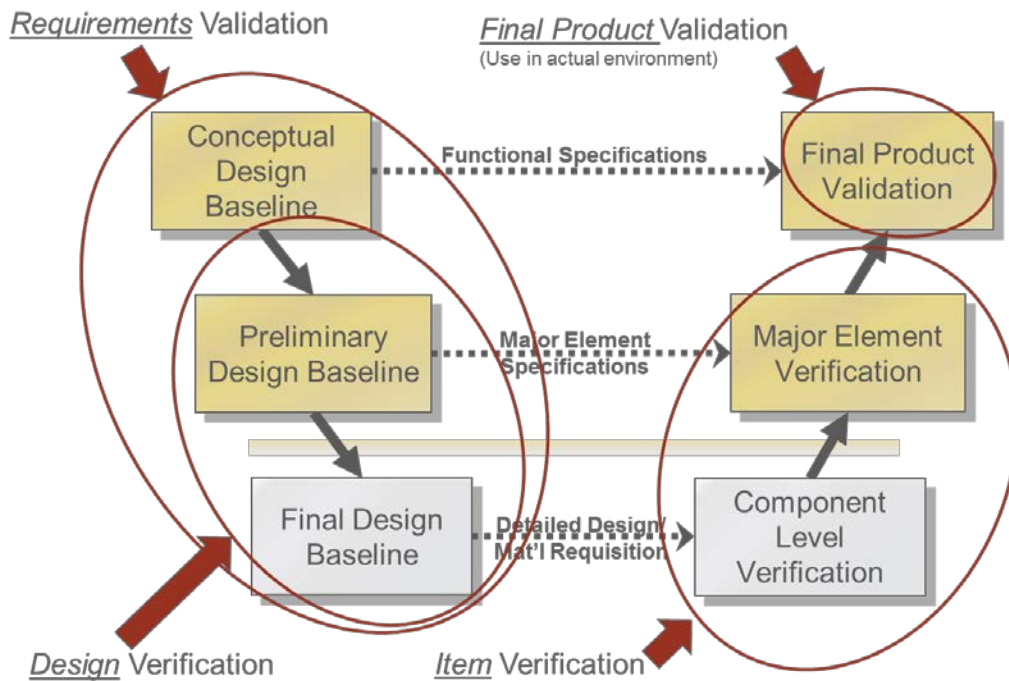 Requirements Validation
Final Product Validation
(Use in actual environment)
Conceptual
Design
Baseline
Functional Specifications
Final Product
Validation
Preliminary
Design Baseline
Major Element
Specifications
Major Element
Verification
Final Design
Baseline
Detailed Design/
Mat'l Requisition
Component
Level
Verification
Design Verification
Item Verification